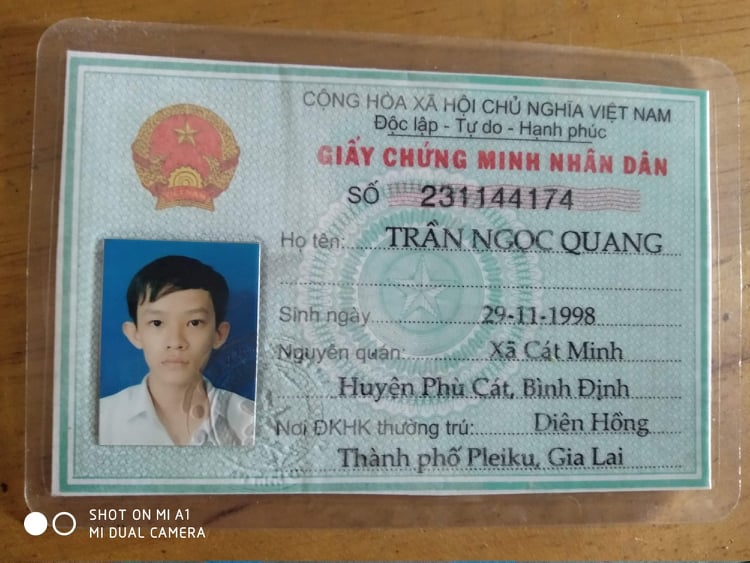 CỘNG HÒA XÃ HỘI CHỦ NGHĨA VIỆT NAM
Độc lập - Tự do - Hạnh phúc
GIẤY CHỨNG MINH NHÂN DÂN
SỐ 231144174
Họ tên: TRẦN NGỌC QUANG
Sinh ngày 29-11-1998
Nguyên quán: Xã Cát Minh
Huyện Phù Cát, Bình Định
Nơi ĐKHK thường trú: Diên Hồng
Thành phố Pleiku, Gia Lai
SHOT ON MI A1
MI DUAL CAMERA